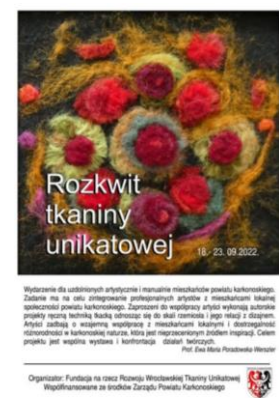 Rozkwit
tkaniny
unikatowej
18.- 23. 09.2022.
Wydarzenie dla uzdolnionych artystycznie i manualnie mieszkańców powiatu karkonoskiego.
Zadanie ma na celu zintegrowanie profesjonalnych artystów z mieszkańcami lokalnej
społeczności powiatu karkonoskiego. Zaproszeni do współpracy artyści wykonają autorskie
projekty ręczną techniką tkacką odnosząc się do skali rzemiosła i jego relacji z dizajnem.
Artyści zadbają o wzajemną współpracę z mieszkańcami lokalnymi i dostrzegalność
różnorodności w karkonoskiej naturze, która jest nieprzecenionym źródłem inspiracji. Celem
projektu jest wspólna wystawa i konfrontacja działań twórczych.
Prof. Ewa Maria Poradowska Werszler
Organizator: Fundacja na rzecz Rozwoju Wrocławskiej Tkaniny Unikatowej
Współfinansowane ze środków Zarządu Powiatu Karkonoskiego